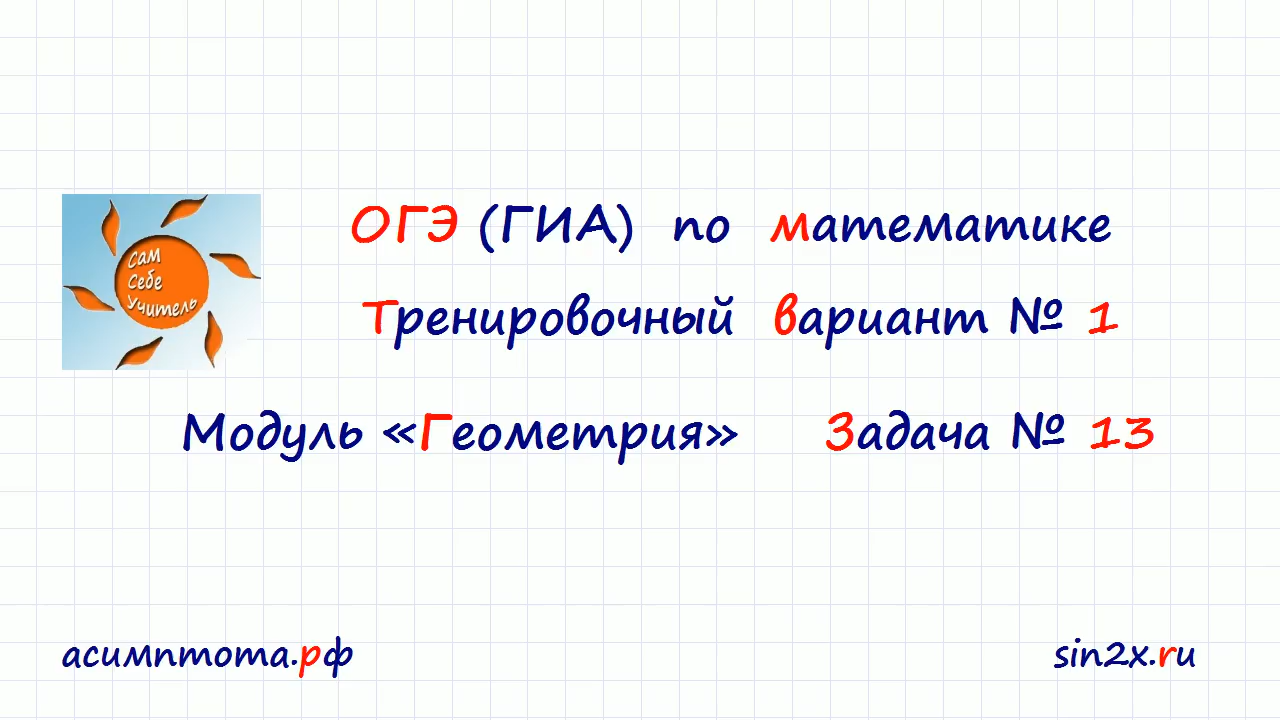 Сам
Себе
Учитель
ОГЭ (ГИА) по математике
Тренировочный вариант № 1
Модуль «Геометрия» Задача № 13
асимптота.рф
sin2x.ru